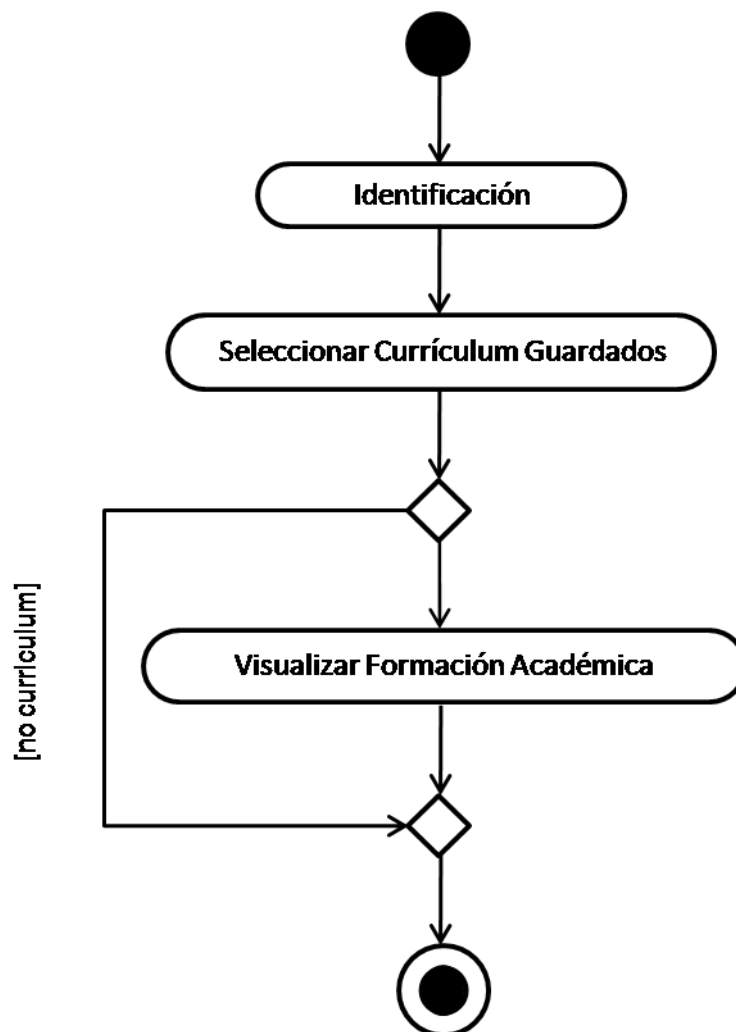 Identificación
Seleccionar Currículum Guardados
Visualizar Formación Académica
[no curriculum]